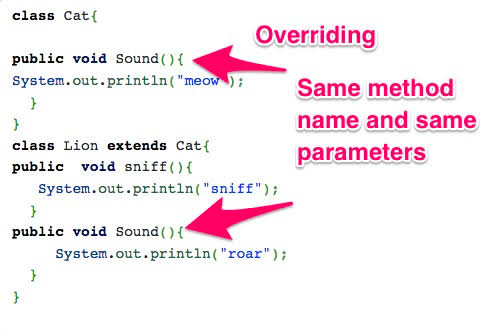 class Cat{
Overriding
public void Sound(){
System.out.println("meow");
}
}
Same method
name and same
parameters
class Lion extends Cat{
public  void sniff(){
System.out.println("sniff");
}
public void Sound(){
System.out.println("roar");
}
}